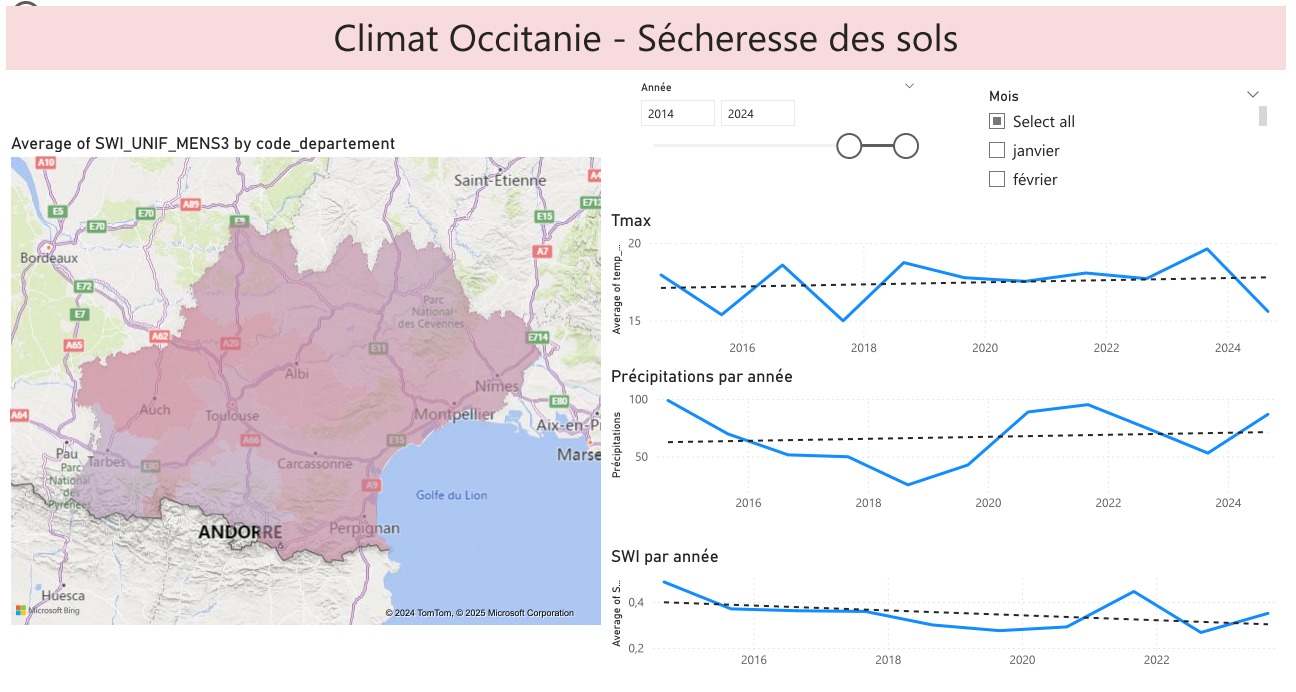 Climat Occitanie - Sécheresse des sols
Année
2014
2024
Mois
Select all
janvier
février
Average of SWI_UNIF_MENS3 by code_departement
A10
Saint-Étienne
A4
E5
E70
E70
A89
E9
E15
E713
A7
Bordeaux
E72
E7
Parc
National
des Cévennes
A65
A62
A20
E11
E714
Albi
Nîmes
E80
A64
Auch
Toulouse
Montpellier
Aix-en-P
A66
E15
Marse
Pau
Tarbes
E80
Carcassonne
Parc
National
des
Pyrénées
A9
Golfe du Lion
ANDORRE
Perpignan
Huesca
Microsoft Bing
© 2024 TomTom, © 2025 Microsoft Corporation
Tmax
Average of temp_...
20
15
2016
2018
2020
2022
2024
Précipitations par année
Précipitations
100
50
2016
2018
2020
2022
2024
SWI par année
Average of S...
0,4
0,2
2016
2018
2020
2022